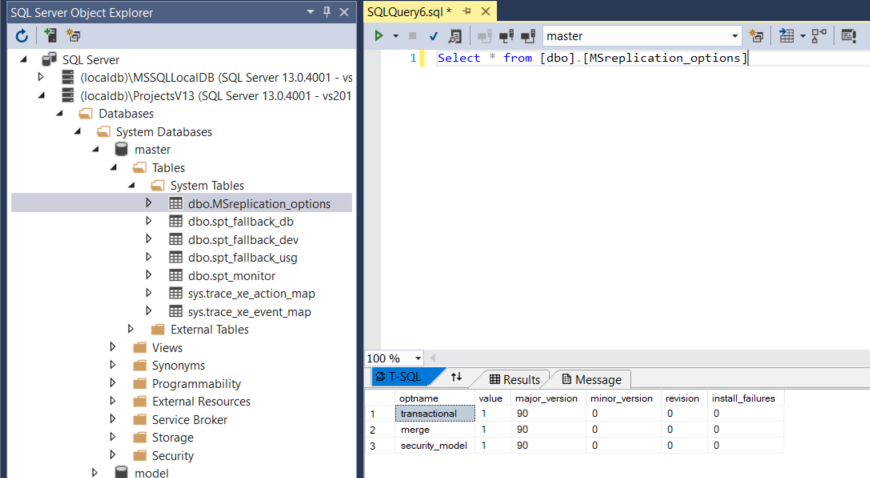 SQL Server Object Explorer
SQL Server
(localdb)\MSSQLLocalDB (SQL Server 13.0.4001 - vs
(localdb)\ProjectsV13 (SQL Server 13.0.4001 - vs201
Databases
System Databases
master
Tables
System Tables
dbo.MSreplication_options
dbo.spt_fallback_db
dbo.spt_fallback_dev
dbo.spt_fallback_usg
dbo.spt_monitor
sys.trace_xe_action_map
sys.trace_xe_event_map
External Tables
Views
Synonyms
Programmability
External Resources
Service Broker
Storage
Security
model
SQLQuery6.sql *
master
1 Select * from [dbo].[MSreplication_options]
100 %
T-SQL Results Message
optname value major_version minor_version revision install_failures
1 transactional 1 90 0 0 0
2 merge 1 90 0 0 0
3 security_model 1 90 0 0 0